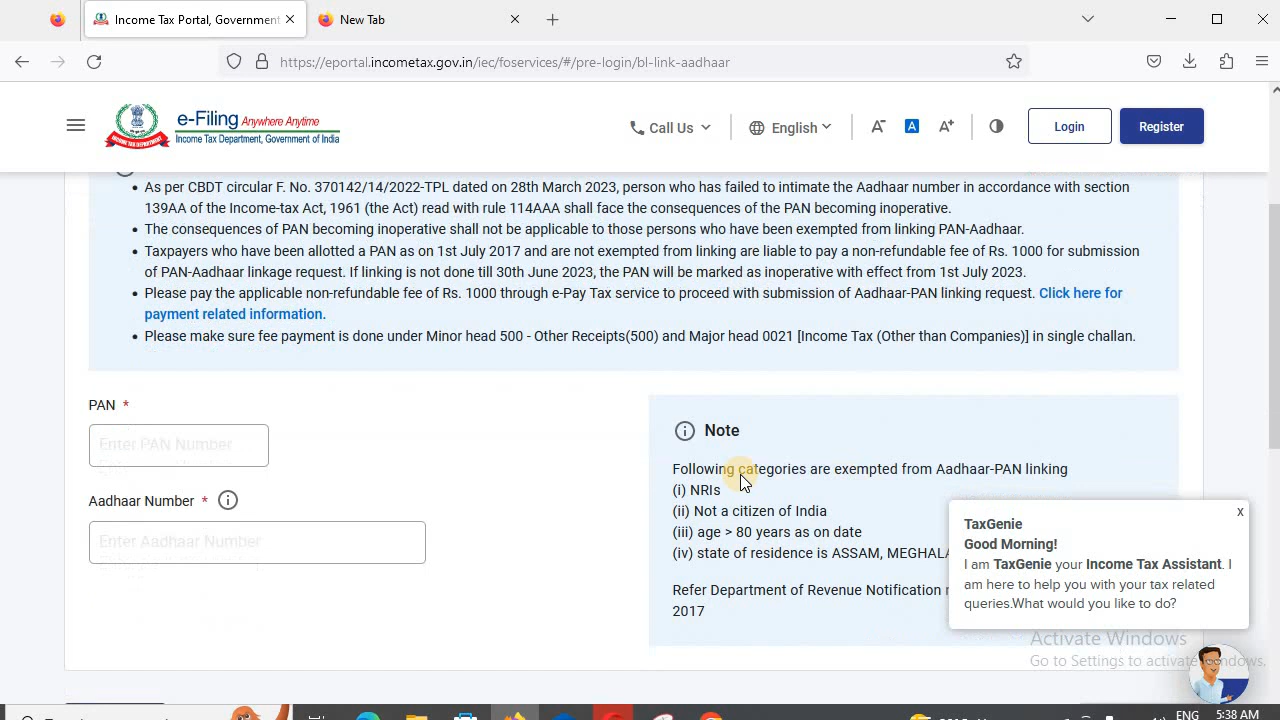 Income Tax Portal, Government
New Tab
https://eportal.incometax.gov.in/iec/foservices/#/pre-login/bl-link-aadhaar
e-Filing Anywhere Anytime
Income Tax Department, Government of India
Call Us
English
A-
A
A+
Login
Register
• As per CBDT circular F. No. 370142/14/2022-TPL dated on 28th March 2023, person who has failed to intimate the Aadhaar number in accordance with section
139AA of the Income-tax Act, 1961 (the Act) read with rule 114AAA shall face the consequences of the PAN becoming inoperative.
• The consequences of PAN becoming inoperative shall not be applicable to those persons who have been exempted from linking PAN-Aadhaar.
• Taxpayers who have been allotted a PAN as on 1st July 2017 and are not exempted from linking are liable to pay a non-refundable fee of Rs. 1000 for submission
of PAN-Aadhaar linkage request. If linking is not done till 30th June 2023, the PAN will be marked as inoperative with effect from 1st July 2023.
• Please pay the applicable non-refundable fee of Rs. 1000 through e-Pay Tax service to proceed with submission of Aadhaar-PAN linking request. Click here for
payment related information.
• Please make sure fee payment is done under Minor head 500 - Other Receipts(500) and Major head 0021 [Income Tax (Other than Companies)] in single challan.
PAN *
Enter PAN Number
Aadhaar Number *
Enter Aadhaar Number
Note
Following categories are exempted from Aadhaar-PAN linking
(i) NRIs
(ii) Not a citizen of India
(iii) age > 80 years as on date
(iv) state of residence is ASSAM,
Refer Department of Revenue Notification
2017
x
TaxGenie
Good Morning!
I am TaxGenie your Income Tax Assistant. I
am here to help you with your tax related
queries.What would you like to do?
Activate Windows
Go to Settings to activate Windows.
ENG
5:38 AM